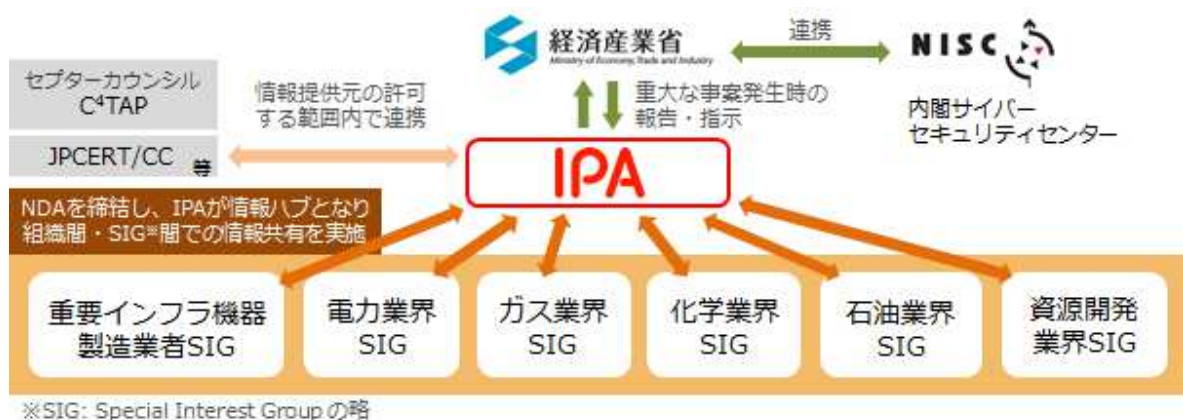 経済産業省
Ministry of Economy, Trade and Industry
連携
NISC
内閣サイバー
セキュリティセンター
セプターカウンシル
C⁴TAP
JPCERT/CC 等
情報提供元の許可
する範囲内で連携
重大な事案発生時の
報告・指示
IPA
NDAを締結し、IPAが情報ハブとなり
組織間・SIG※間での情報共有を実施
重要インフラ機器
製造業者SIG
電力業界
SIG
ガス業界
SIG
化学業界
SIG
石油業界
SIG
資源開発
業界SIG
※SIG: Special Interest Group の略